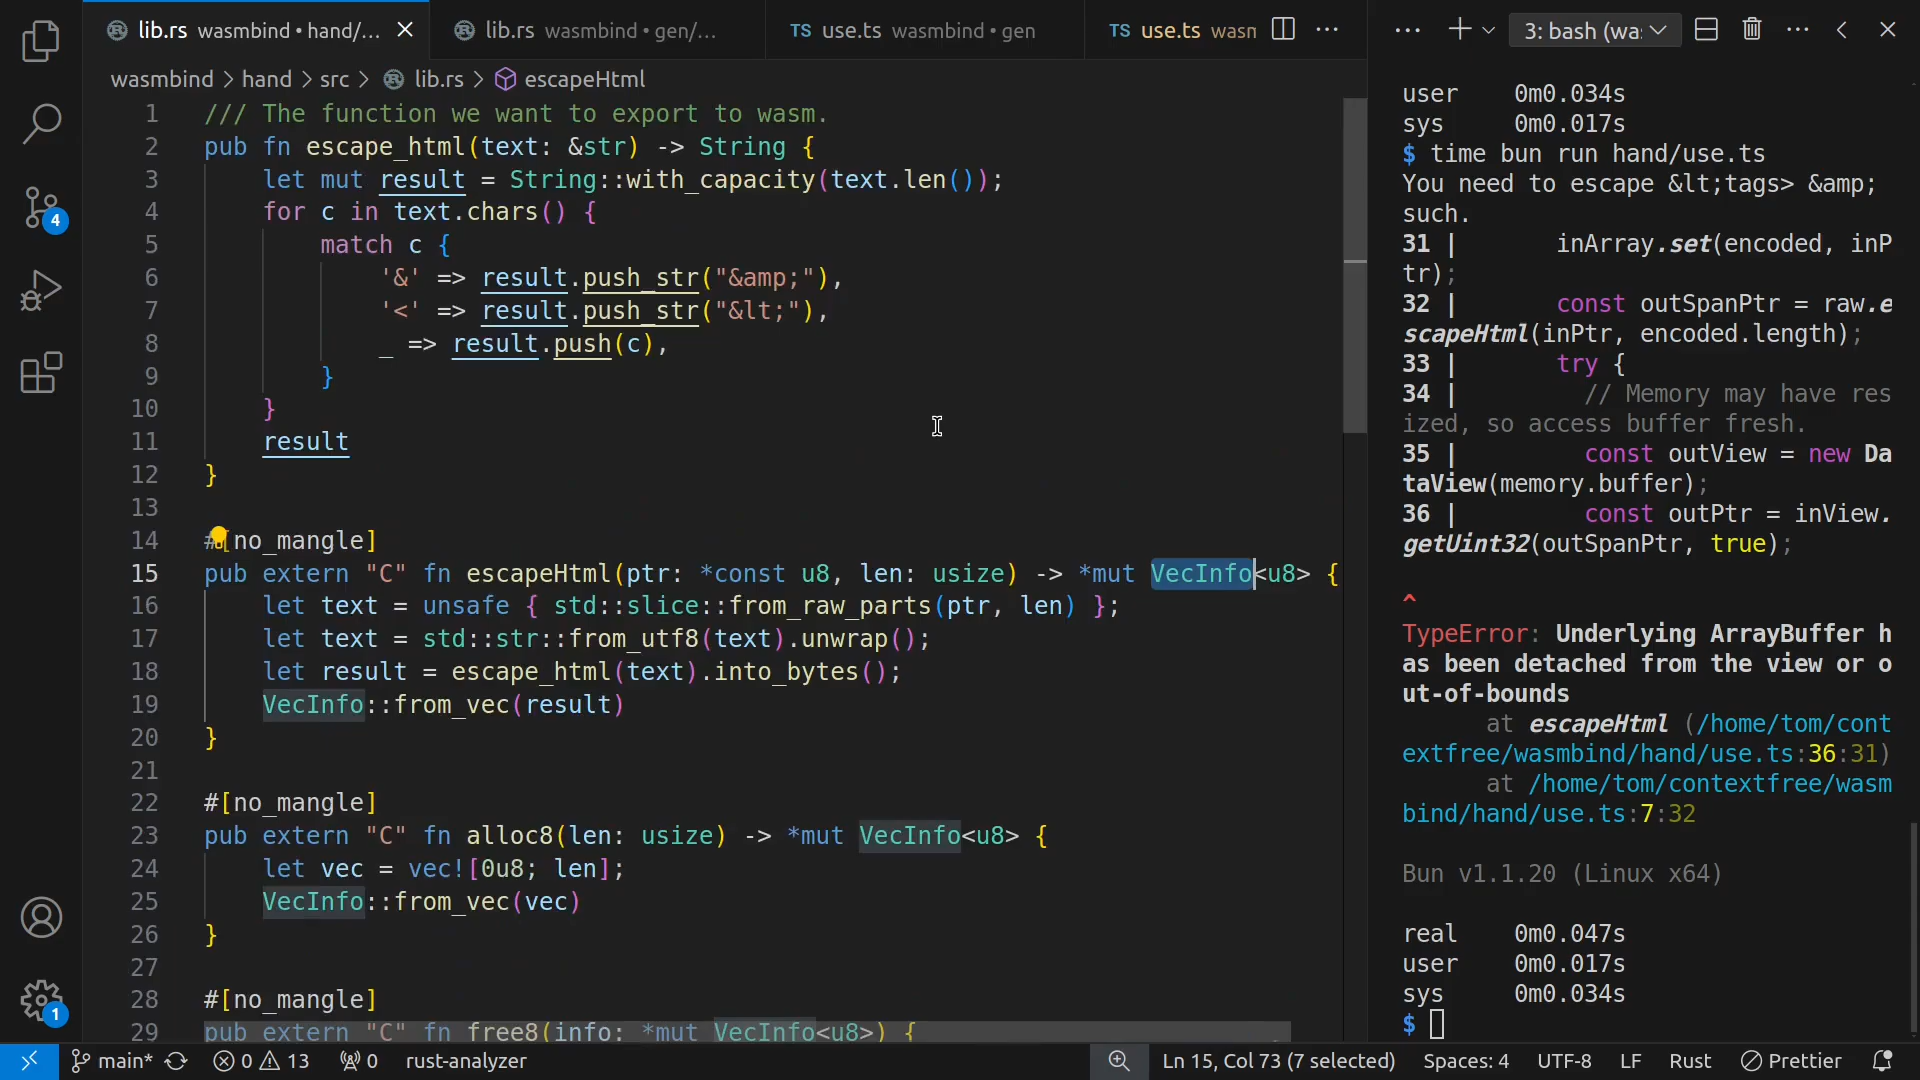 lib.rs wasmbind • hand/...
lib.rs wasmbind • gen/...
TS use.ts wasmbind • gen
TS use.ts wasm
3: bash (wa:
wasmbind > hand > src > lib.rs > escapeHtml
1 /// The function we want to export to wasm.
2 pub fn escape_html(text: &str) -> String {
3 let mut result = String::with_capacity(text.len());
4 for c in text.chars() {
5 match c {
6 '&' => result.push_str("&amp;"),
7 '<' => result.push_str("&lt;"),
8 _ => result.push(c),
9 }
10 }
11 result
12 }
13
14 #[no_mangle]
15 pub extern "C" fn escapeHtml(ptr: *const u8, len: usize) -> *mut VecInfo<u8> {
16 let text = unsafe { std::slice::from_raw_parts(ptr, len) };
17 let text = std::str::from_utf8(text).unwrap();
18 let result = escape_html(text).into_bytes();
19 VecInfo::from_vec(result)
20 }
21
22 #[no_mangle]
23 pub extern "C" fn alloc8(len: usize) -> *mut VecInfo<u8> {
24 let vec = vec![0u8; len];
25 VecInfo::from_vec(vec)
26 }
27
28 #[no_mangle]
29 pub extern "C" fn free8(info: *mut VecInfo<u8>) {
user 0m0.034s
sys 0m0.017s
$ time bun run hand/use.ts
You need to escape &lt;tags> &amp;
such.
31 | inArray.set(encoded, inP
tr);
32 | const outSpanPtr = raw.e
scapeHtml(inPtr, encoded.length);
33 | try {
34 | // Memory may have res
ized, so access buffer fresh.
35 | const outView = new Da
taView(memory.buffer);
36 | const outPtr = inView.
getUint32(outSpanPtr, true);
^
TypeError: Underlying ArrayBuffer h
as been detached from the view or o
ut-of-bounds
at escapeHtml (/home/tom/cont
extfree/wasmbind/hand/use.ts:36:31)
at /home/tom/contextfree/wasm
bind/hand/use.ts:7:32
Bun v1.1.20 (Linux x64)
real 0m0.047s
user 0m0.017s
sys 0m0.034s
$
4
1
main* 0 13 0 rust-analyzer Ln 15, Col 73 (7 selected) Spaces: 4 UTF-8 LF Rust Prettier